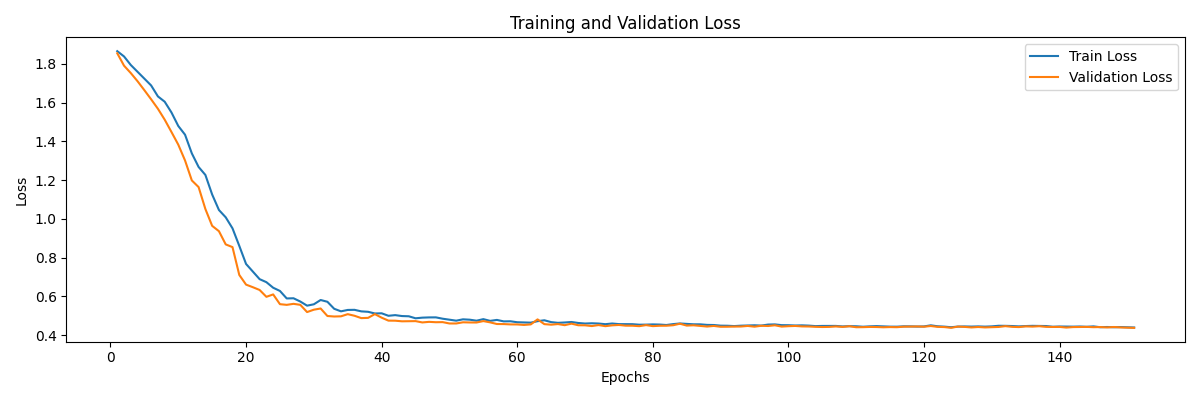 Training and Validation Loss
Train Loss
Validation Loss
1.8
1.6
1.4
1.2
1.0
0.8
0.6
0.4
Loss
0 20 40 60 80 100 120 140
Epochs